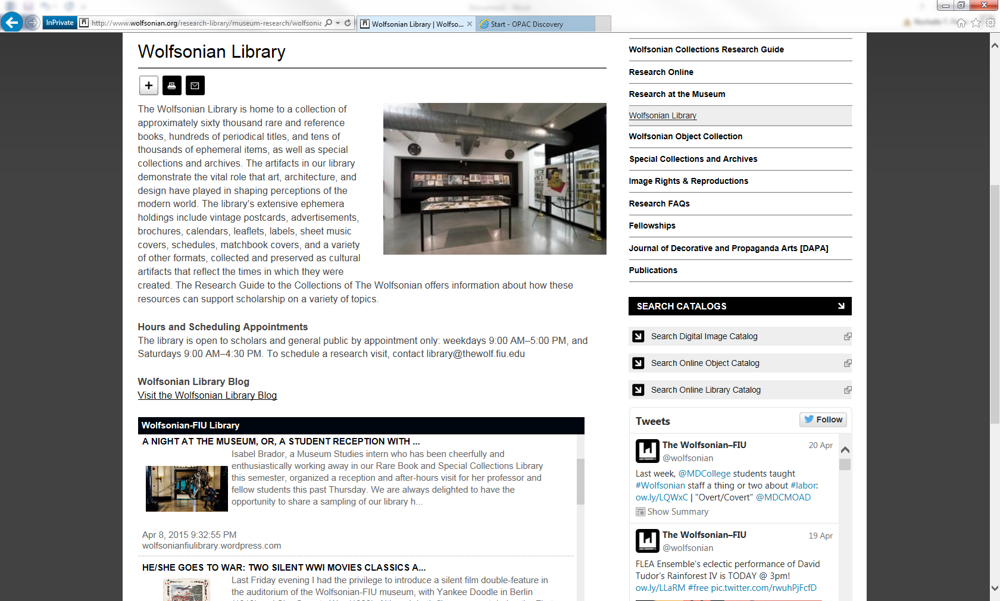 InPrivate
http://www.wolfsonian.org/research-library/museum-research/wolfsonia
Wolfsonian Library | Wolfso...
Start - OPAC Discovery
Wolfsonian Library
The Wolfsonian Library is home to a collection of
approximately sixty thousand rare and reference
books, hundreds of periodical titles, and tens of
thousands of ephemeral items, as well as special
collections and archives. The artifacts in our library
demonstrate the vital role that art, architecture, and
design have played in shaping perceptions of the
modern world. The library's extensive ephemera
holdings include vintage postcards, advertisements,
brochures, calendars, leaflets, labels, sheet music
covers, schedules, matchbook covers, and a variety
of other formats, collected and preserved as cultural
artifacts that reflect the times in which they were
created. The Research Guide to the Collections of The Wolfsonian offers information about how these
resources can support scholarship on a variety of topics.
Hours and Scheduling Appointments
The library is open to scholars and general public by appointment only: weekdays 9:00 AM–5:00 PM, and
Saturdays 9:00 AM–4:30 PM. To schedule a research visit, contact library@thewolf.fiu.edu
Wolfsonian Library Blog
Visit the Wolfsonian Library Blog
Wolfsonian-FIU Library
A NIGHT AT THE MUSEUM, OR, A STUDENT RECEPTION WITH ...
Isabel Brador, a Museum Studies intern who has been cheerfully and
enthusiastically working away in our Rare Book and Special Collections Library
this semester, organized a reception and after-hours visit for her professor and
fellow students this past Thursday. We are always delighted to have the
opportunity to share a sampling of our library h...
Apr 8, 2015 9:32:55 PM
wolfsonianfiulibrary.wordpress.com
HE/SHE GOES TO WAR: TWO SILENT WWI MOVIES CLASSICS A...
Last Friday evening I had the privilege to introduce a silent film double-feature in
the auditorium of the Wolfsonian-FIU museum, with Yankee Doodle in Berlin
Wolfsonian Collections Research Guide
Research Online
Research at the Museum
Wolfsonian Library
Wolfsonian Object Collection
Special Collections and Archives
Image Rights & Reproductions
Research FAQs
Fellowships
Journal of Decorative and Propaganda Arts [DAPA]
Publications
SEARCH CATALOGS
Search Digital Image Catalog
Search Online Object Catalog
Search Online Library Catalog
Tweets
Follow
The Wolfsonian–FIU
20 Apr
@wolfsonian
Last week, @MDCollege students taught
#Wolfsonian staff a thing or two about #labor:
ow.ly/LQWxC | "Overt/Covert" @MDCMOAD
Show Summary
The Wolfsonian–FIU
19 Apr
@wolfsonian
FLEA Ensemble's eclectic performance of David
Tudor's Rainforest IV is TODAY @ 3pm!
ow.ly/LLaRM #free pic.twitter.com/rwuhPjFcfD